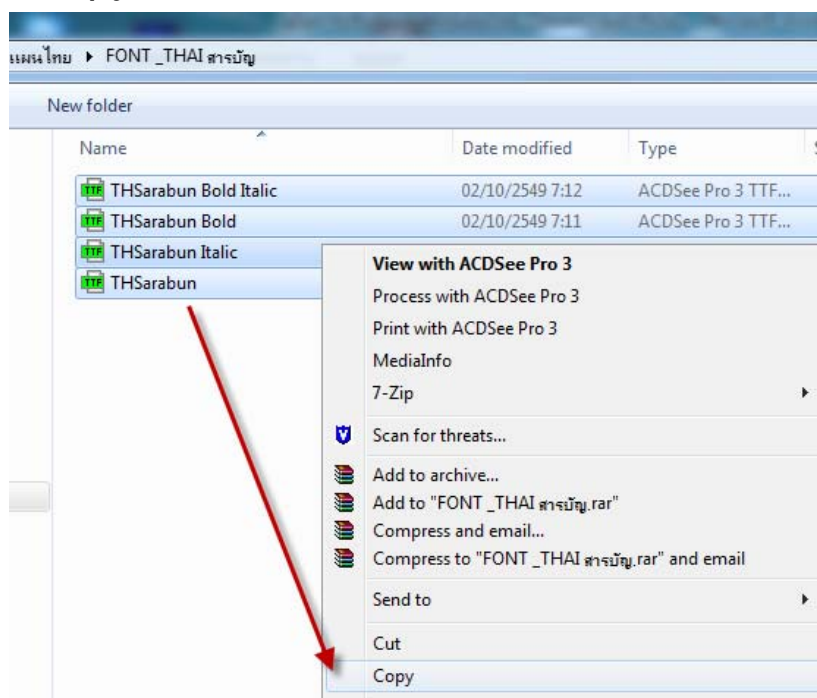 แผนไทย ▸ FONT _THAI สารบัญ
New folder
Name Date modified Type
THSarabun Bold Italic 02/10/2549 7:12 ACDSee Pro 3 TTF...
THSarabun Bold 02/10/2549 7:11 ACDSee Pro 3 TTF...
THSarabun Italic
THSarabun
View with ACDSee Pro 3
Process with ACDSee Pro 3
Print with ACDSee Pro 3
MediaInfo
7-Zip
Scan for threats...
Add to archive...
Add to "FONT _THAI สารบัญ.rar"
Compress and email...
Compress to "FONT _THAI สารบัญ.rar" and email
Send to
Cut
Copy